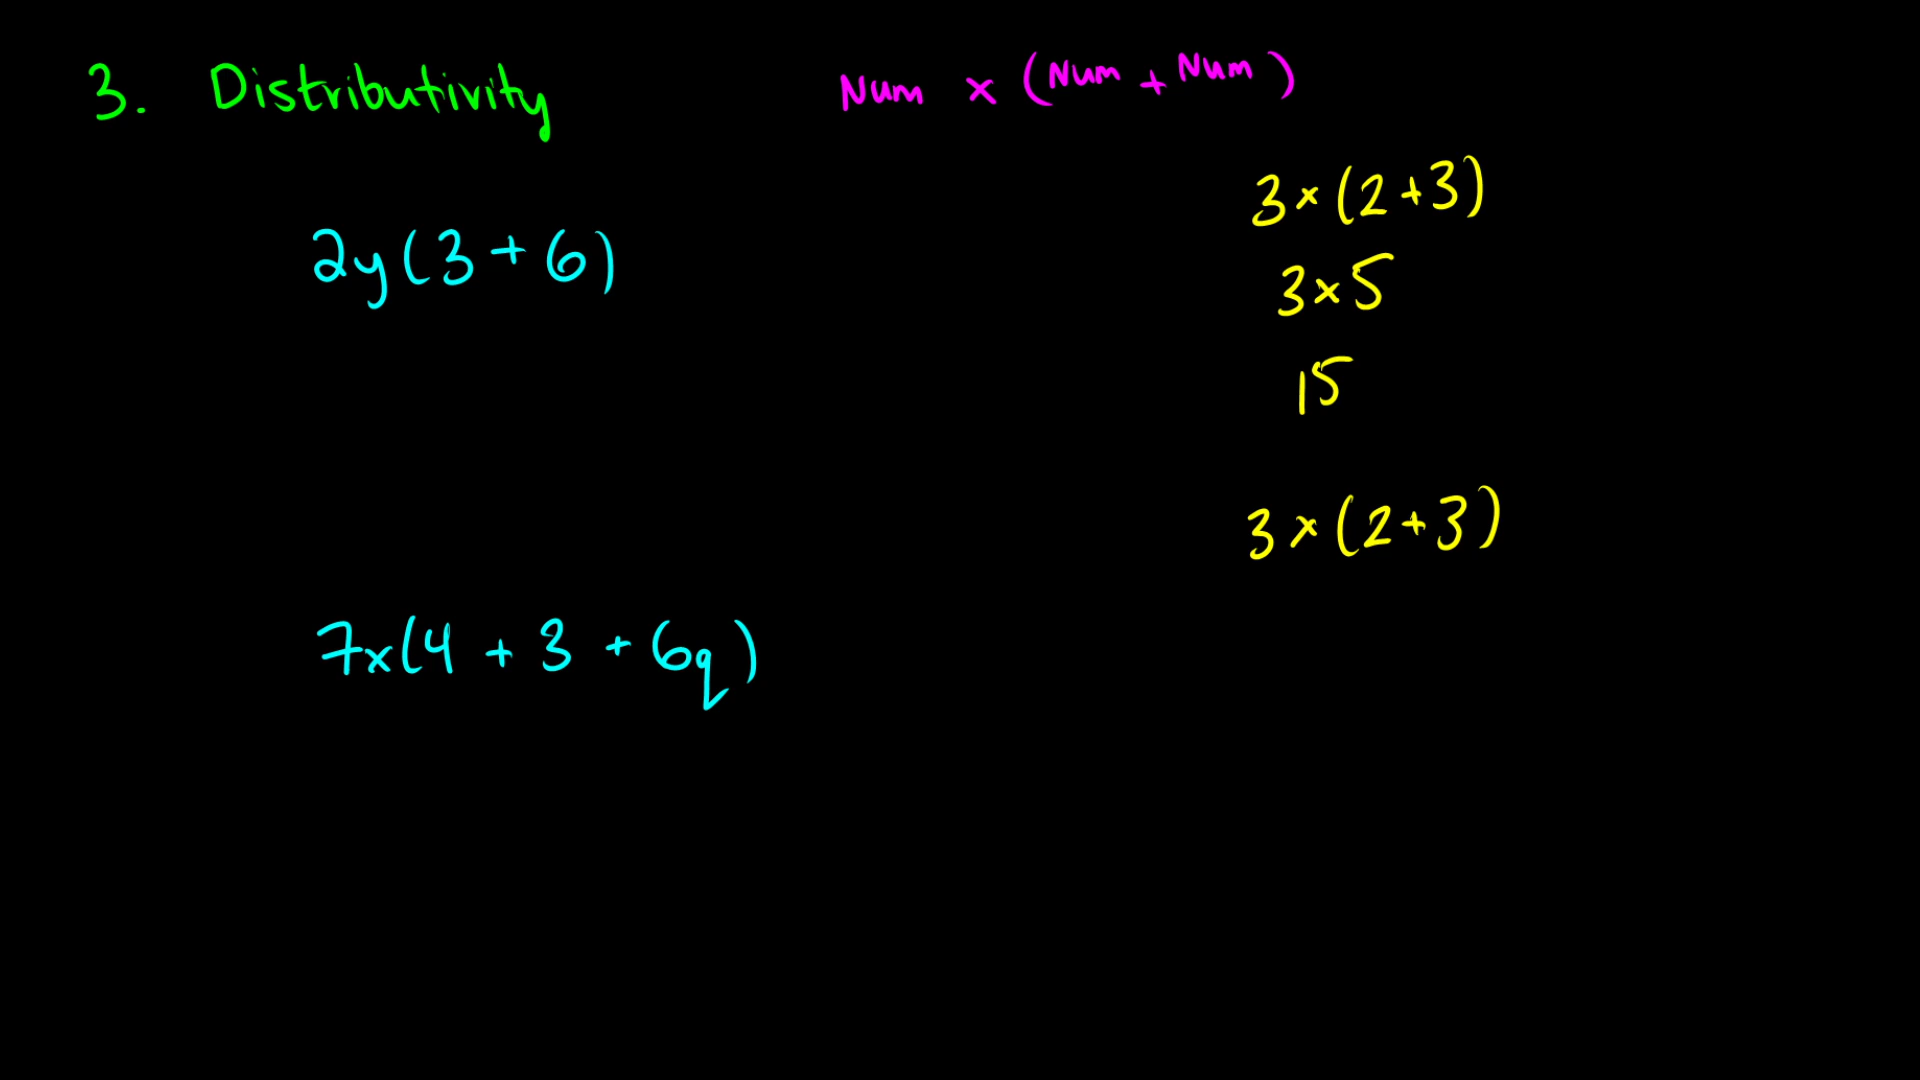 3. Distributivity
Num × (Num + Num)
2y(3 + 6)
3×(2+3)
3×5
15
3×(2+3)
7x(4 + 3 + 6q)